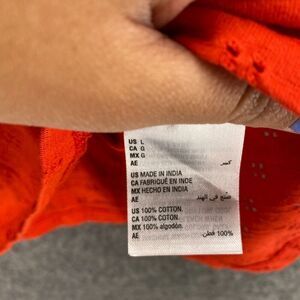 US L
CA G
MX G
AE كبير
US MADE IN INDIA
CA FABRIQUÉ EN INDE
MX HECHO EN INDIA
AE صنع في الهند
US 100% COTTON.
CA 100% COTON.
MX 100% algodón.
AE 100% قطن